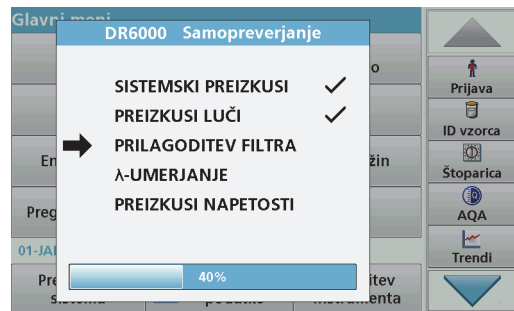 Glavni meni
DR6000 Samopreverjanje
SISTEMSKI PREIZKUSI
PREIZKUSI LUČI
PRILAGODITEV FILTRA
λ-UMERJANJE
PREIZKUSI NAPETOSTI
40%
Prijava
ID vzorca
Štoparica
AQA
Trendi